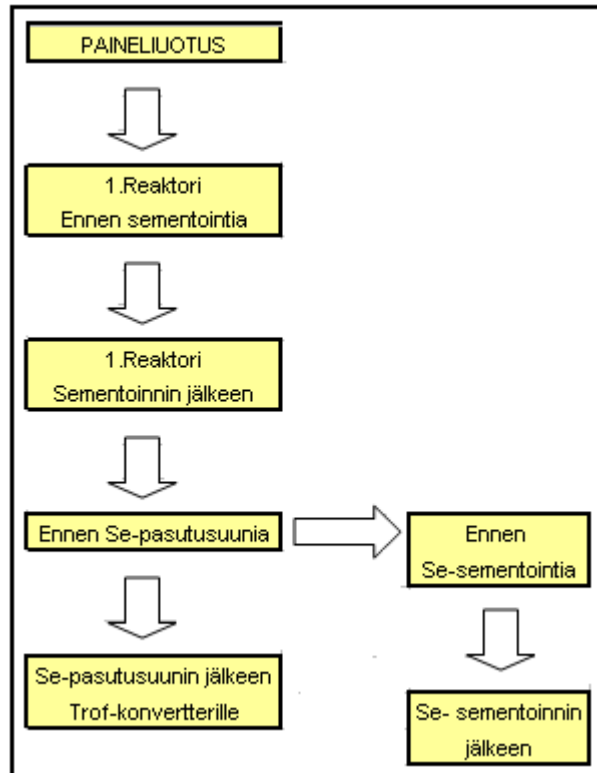 PAINELIUOTUS
1.Reaktori
Ennen sementointia
1.Reaktori
Sementoinnin jälkeen
Ennen Se-pasutusuunia
Ennen
Se-sementointia
Se-pasutusuunin jälkeen
Trof-konvertterille
Se- sementoinnin
jälkeen